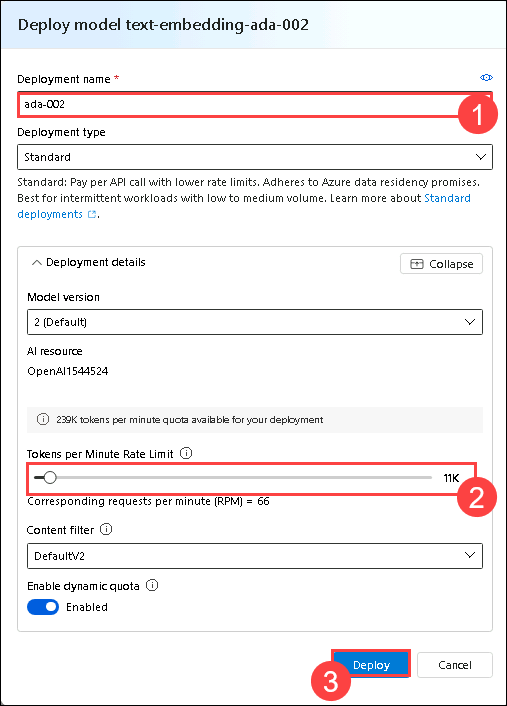 Deploy model text-embedding-ada-002
Deployment name *
ada-002
1
Deployment type
Standard
Standard: Pay per API call with lower rate limits. Adheres to Azure data residency promises.
Best for intermittent workloads with low to medium volume. Learn more about Standard
deployments .
Deployment details
Collapse
Model version
2 (Default)
AI resource
OpenAI1544524
239K tokens per minute quota available for your deployment
Tokens per Minute Rate Limit
11K
2
Corresponding requests per minute (RPM) = 66
Content filter
DefaultV2
Enable dynamic quota
Enabled
3
Deploy
Cancel